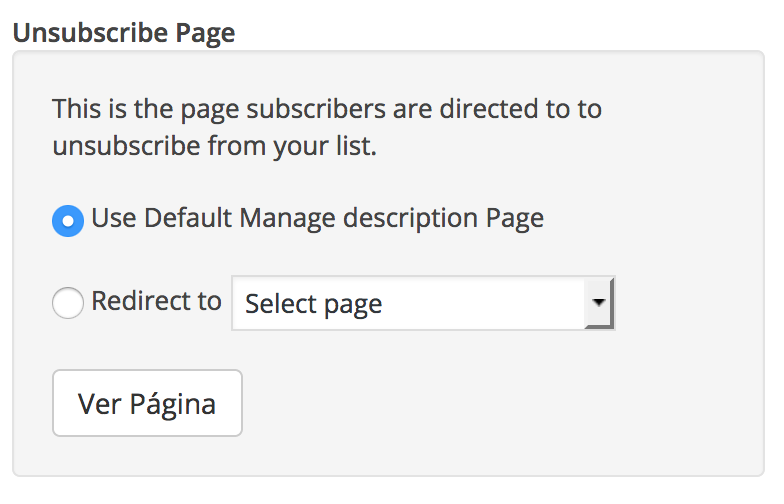 Unsubscribe Page
This is the page subscribers are directed to to
unsubscribe from your list.
Use Default Manage description Page
Redirect to Select page
Ver Página